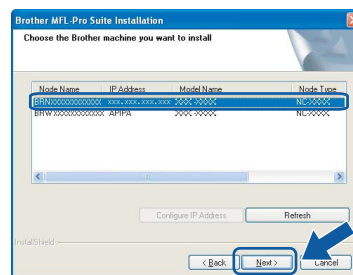 Brother MFL-Pro Suite Installation
Choose the Brother machine you want to install
Node Name IP Address Model Name Node Type
BRNXXXXXXXXXXXX xxx.xxx.xxx.xxx XXX-XXXX NC-XXXX
BRWXXXXXXXXXXXX APIPA XXX-XXXX NC-XXXX
Configure IP Address Refresh
InstallShield
< Back Next > Cancel